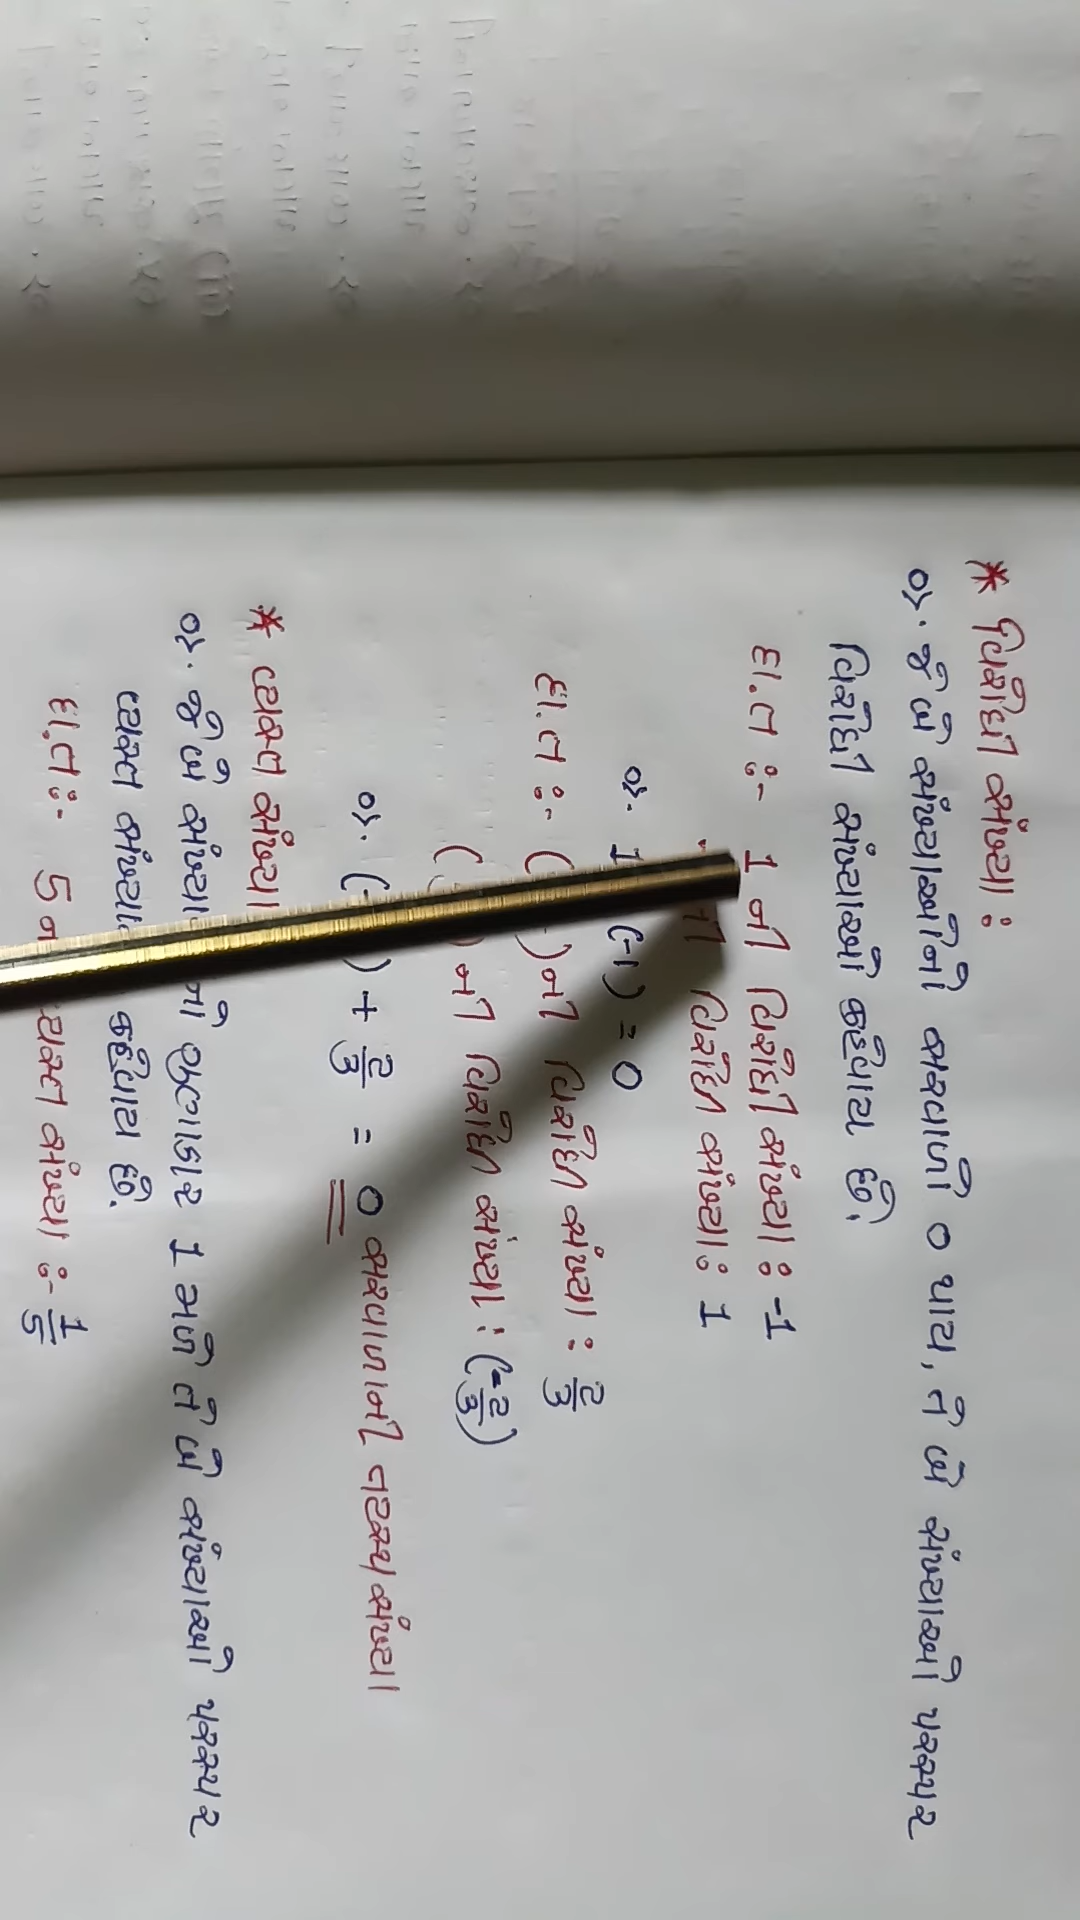 * વિરોધી સંખ્યા :
જ. જે બે સંખ્યાઓનો સરવાળો 0 થાય, તે બે સંખ્યાઓ પરસ્પર
વિરોધી સંખ્યાઓ કહેવાય છે.
દા.ત :- 1 ની વિરોધી સંખ્યા : -1
ની વિરોધી સંખ્યા : 1
જ. 1 (-1) = 0
દા.ત :- ( ) ની વિરોધી સંખ્યા : 2/3
( ) ની વિરોધી સંખ્યા : (-2/3)
જ. (- ) + 2/3 = 0 સરવાળાની તટસ્થ સંખ્યા
* વ્યસ્ત સંખ્યા
જ. જે બે સંખ્યા નો ગુણાકાર 1 મળે તે બે સંખ્યાઓ પરસ્પર
વ્યસ્ત સંખ્યા કહેવાય છે.
દા.ત :- 5 વ્યસ્ત સંખ્યા :- 1/5